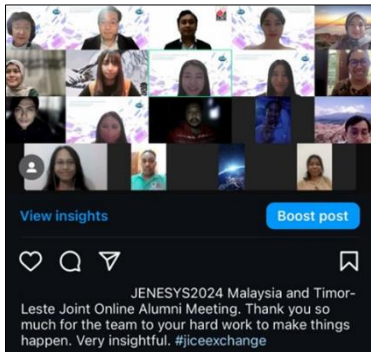 View insights
Boost post
JENESYS2024 Malaysia and Timor-
Leste Joint Online Alumni Meeting. Thank you so
much for the team to your hard work to make things
happen. Very insightful. #jiceexchange